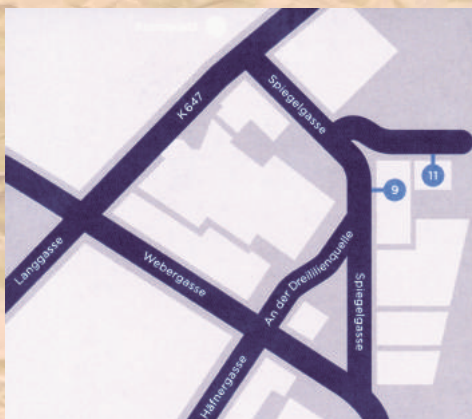 K 647
Spiegelgasse
11
9
Langgasse
Webergasse
An der Dreililienquelle
Spiegelgasse
Häfnergasse